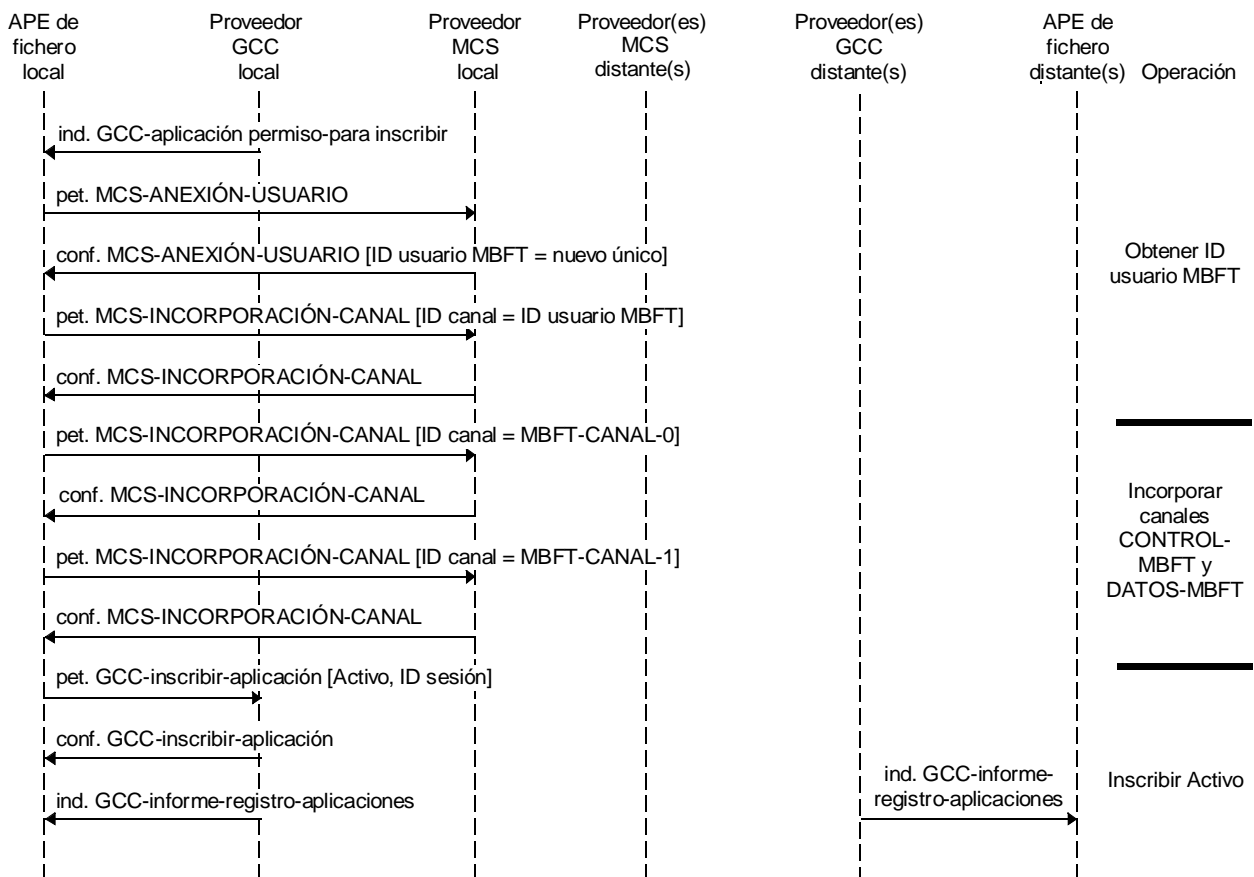 APE de
fichero
local
Proveedor
GCC
local
Proveedor
MCS
local
Proveedor(es)
MCS
distante(s)
Proveedor(es)
GCC
distante(s)
APE de
fichero
distante(s)
Operación
ind. GCC-aplicación permiso-para inscribir
pet. MCS-ANEXIÓN-USUARIO
conf. MCS-ANEXIÓN-USUARIO [ID usuario MBFT = nuevo único]
Obtener ID
usuario MBFT
pet. MCS-INCORPORACIÓN-CANAL [ID canal = ID usuario MBFT]
conf. MCS-INCORPORACIÓN-CANAL
pet. MCS-INCORPORACIÓN-CANAL [ID canal = MBFT-CANAL-0]
conf. MCS-INCORPORACIÓN-CANAL
Incorporar
canales
CONTROL-
MBFT y
DATOS-MBFT
pet. MCS-INCORPORACIÓN-CANAL [ID canal = MBFT-CANAL-1]
conf. MCS-INCORPORACIÓN-CANAL
pet. GCC-inscribir-aplicación [Activo, ID sesión]
conf. GCC-inscribir-aplicación
ind. GCC-informe-registro-aplicaciones
ind. GCC-informe-
registro-aplicaciones
Inscribir Activo